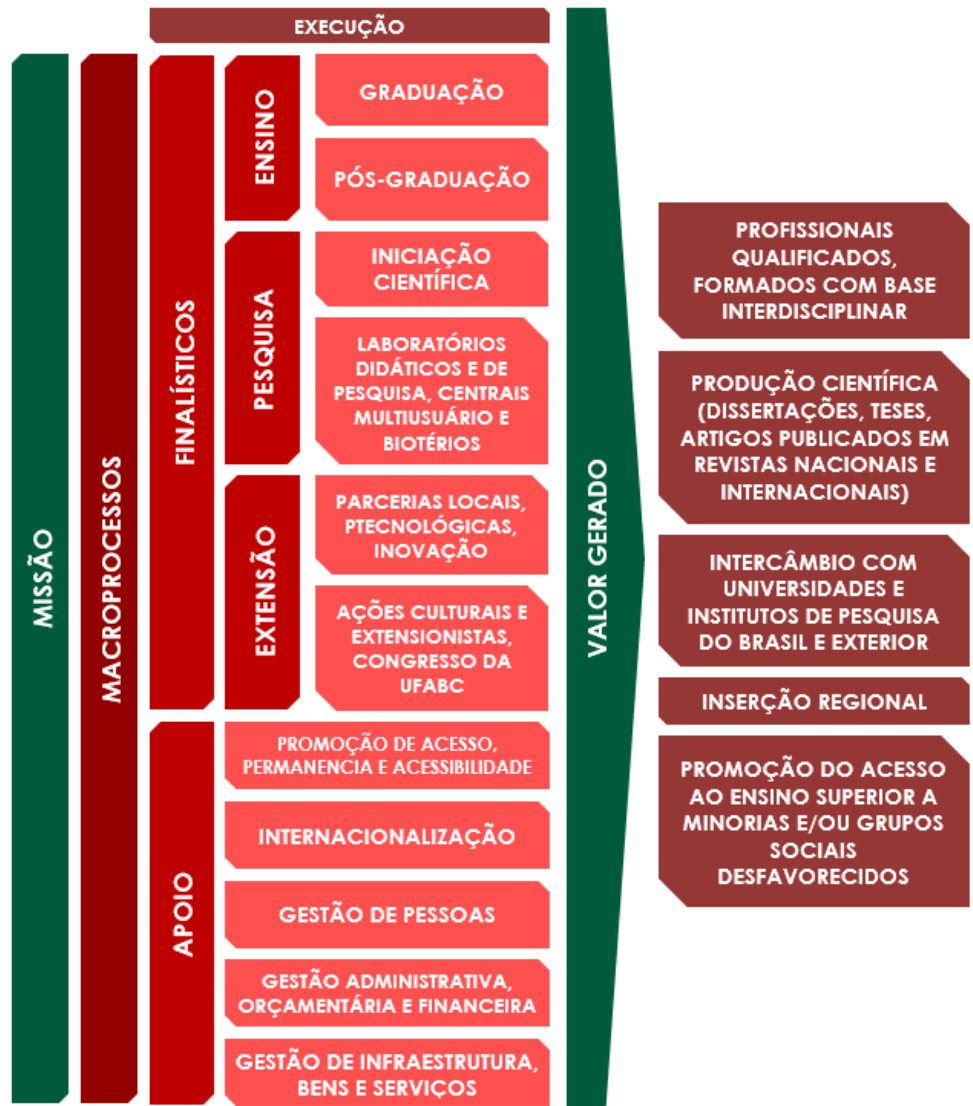 EXECUÇÃO
MISSÃO
MACROPROCESSOS
FINALÍSTICOS
ENSINO
GRADUAÇÃO
PÓS-GRADUAÇÃO
PESQUISA
INICIAÇÃO
CIENTÍFICA
LABORATÓRIOS
DIDÁTICOS E DE
PESQUISA, CENTRAIS
MULTIUSUÁRIO E
BIOTÉRIOS
EXTENSÃO
PARCERIAS LOCAIS,
PTECNOLÓGICAS,
INOVAÇÃO
AÇÕES CULTURAIS E
EXTENSIONISTAS,
CONGRESSO DA
UFABC
APOIO
PROMOÇÃO DE ACESSO,
PERMANENCIA E ACESSIBILIDADE
INTERNACIONALIZAÇÃO
GESTÃO DE PESSOAS
GESTÃO ADMINISTRATIVA,
ORÇAMENTÁRIA E FINANCEIRA
GESTÃO DE INFRAESTRUTURA,
BENS E SERVIÇOS
VALOR GERADO
PROFISSIONAIS
QUALIFICADOS,
FORMADOS COM BASE
INTERDISCIPLINAR
PRODUÇÃO CIENTÍFICA
(DISSERTAÇÕES, TESES,
ARTIGOS PUBLICADOS EM
REVISTAS NACIONAIS E
INTERNACIONAIS)
INTERCÂMBIO COM
UNIVERSIDADES E
INSTITUTOS DE PESQUISA
DO BRASIL E EXTERIOR
INSERÇÃO REGIONAL
PROMOÇÃO DO ACESSO
AO ENSINO SUPERIOR A
MINORIAS E/OU GRUPOS
SOCIAIS
DESFAVORECIDOS